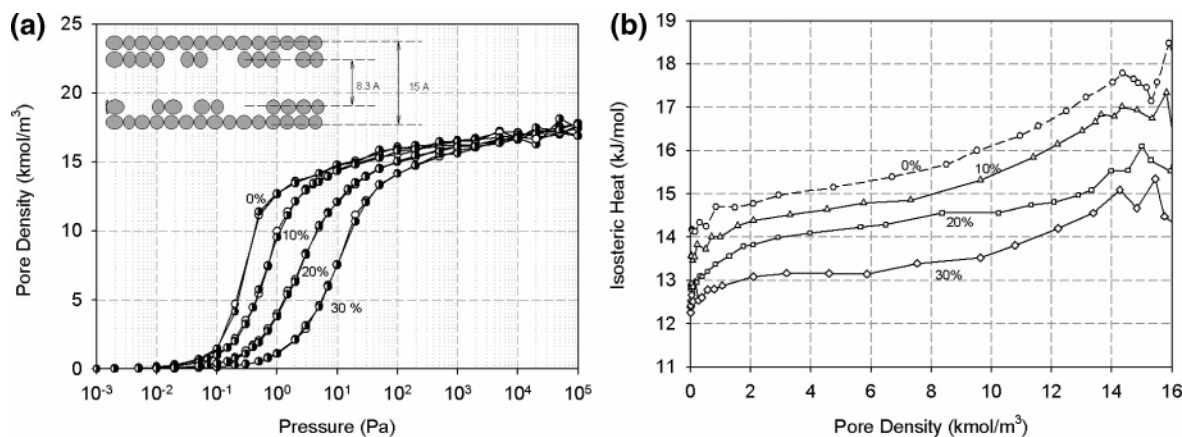 (a)
25
20
15
10
5
0
Pore Density (kmol/m³)
8.3 A
15 A
0%
10%
20%
30 %
10⁻³ 10⁻² 10⁻¹ 10⁰ 10¹ 10² 10³ 10⁴ 10⁵
Pressure (Pa)
(b)
19
18
17
16
15
14
13
12
11
Isosteric Heat (kJ/mol)
0%
10%
20%
30%
0 2 4 6 8 10 12 14 16
Pore Density (kmol/m³)